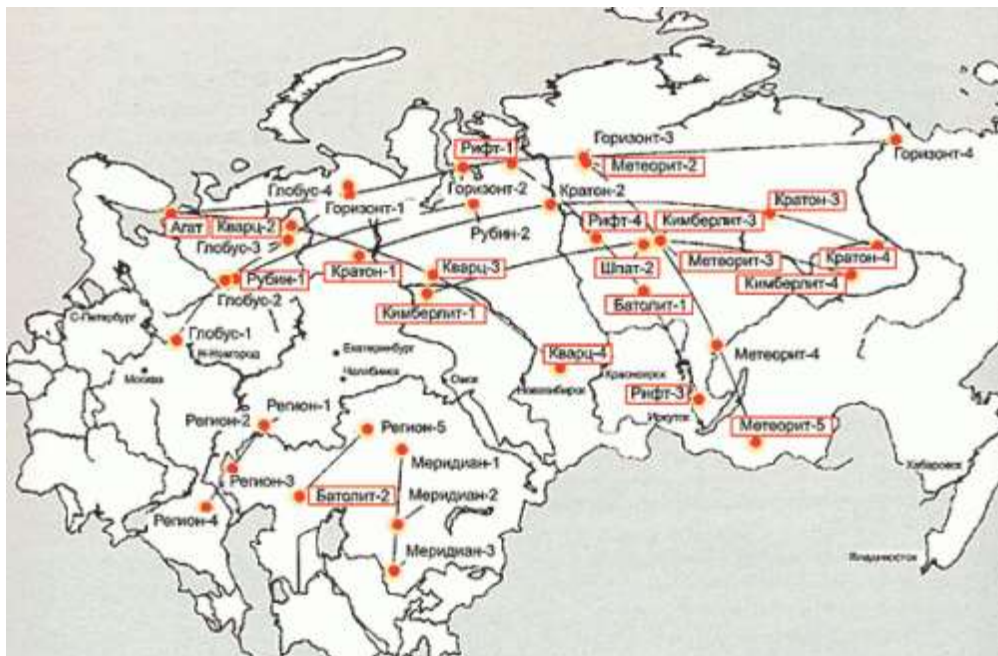 Горизонт-3
Рифт-1
Метеорит-2
Горизонт-4
Глобус-4
Горизонт-2
Кратон-2
Горизонт-1
Кратон-3
Агат
Кварц-2
Рубин-2
Рифт-4
Кимберлит-3
Глобус-3
Кратон-1
Кварц-3
Шпат-2
Метеорит-3
Кратон-4
Рубин-1
Кимберлит-4
Глобус-2
Кимберлит-1
Батолит-1
С-Петербург
Глобус-1
Н-Новгород
Екатеринбург
Кварц-4
Метеорит-4
Москва
Челябинск
Омск
Новосибирск
Красноярск
Рифт-3
Иркутск
Регион-1
Регион-2
Регион-5
Метеорит-5
Меридиан-1
Регион-3
Хабаровск
Батолит-2
Меридиан-2
Регион-4
Меридиан-3
Владивосток